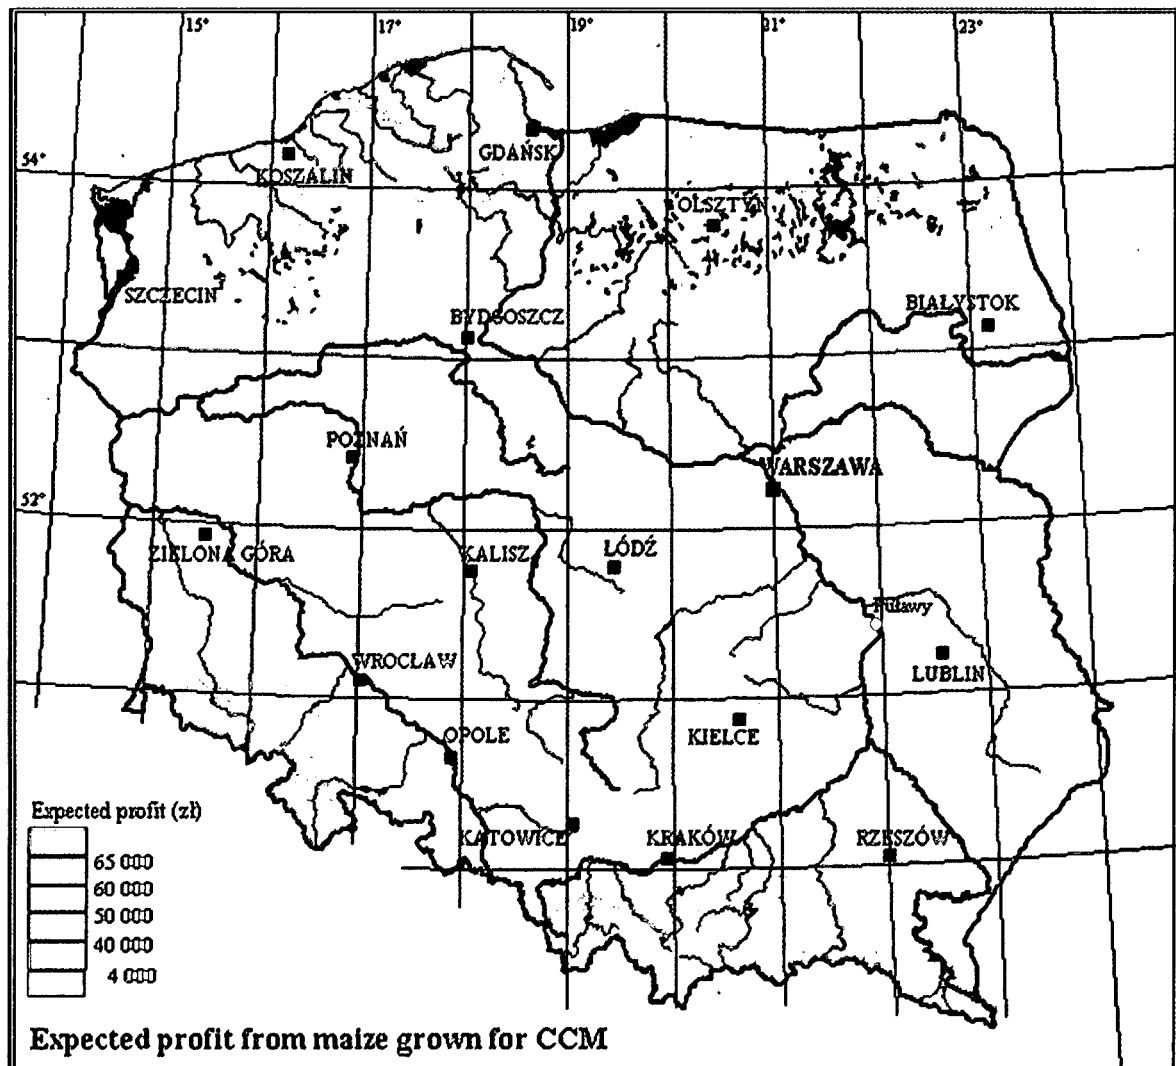 15° 17° 19° 21° 23°
GDAŃSK
54°
KOSZALIN
OLSZTYN
SZCZECIN
BIAŁYSTOK
BYDGOSZCZ
POZNAŃ
WARSZAWA
52°
ZIELONA GÓRA
KALISZ
ŁÓDŹ
Puławy
WROCŁAW
LUBLIN
OPOLE
KIELCE
Expected profit (zł)
KATOWICE
KRAKÓW
RZESZÓW
65 000
60 000
50 000
40 000
4 000
Expected profit from maize grown for CCM